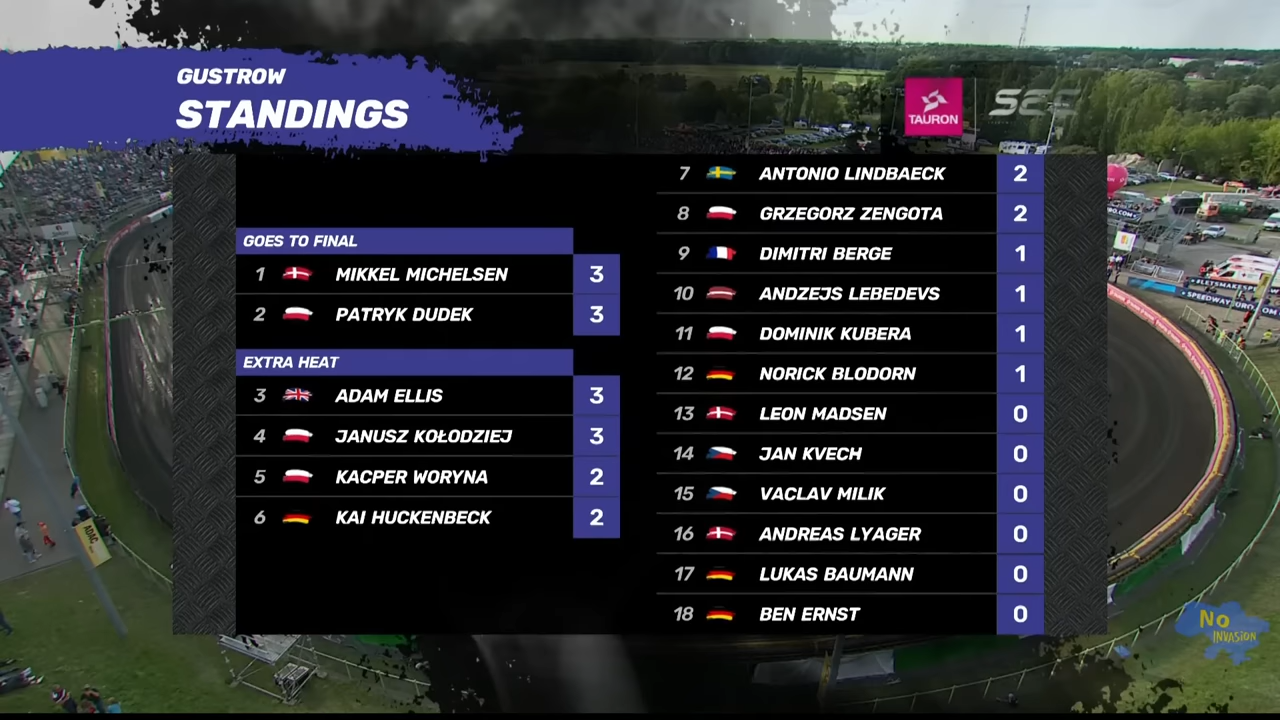 GUSTROW
STANDINGS
TAURON
SEC
GOES TO FINAL
1 MIKKEL MICHELSEN 3
2 PATRYK DUDEK 3
EXTRA HEAT
3 ADAM ELLIS 3
4 JANUSZ KOŁODZIEJ 3
5 KACPER WORYNA 2
6 KAI HUCKENBECK 2
7 ANTONIO LINDBAECK 2
8 GRZEGORZ ZENGOTA 2
9 DIMITRI BERGE 1
10 ANDZEJS LEBEDEVS 1
11 DOMINIK KUBERA 1
12 NORICK BLODORN 1
13 LEON MADSEN 0
14 JAN KVECH 0
15 VACLAV MILIK 0
16 ANDREAS LYAGER 0
17 LUKAS BAUMANN 0
18 BEN ERNST 0
ADAC
No
INVASION